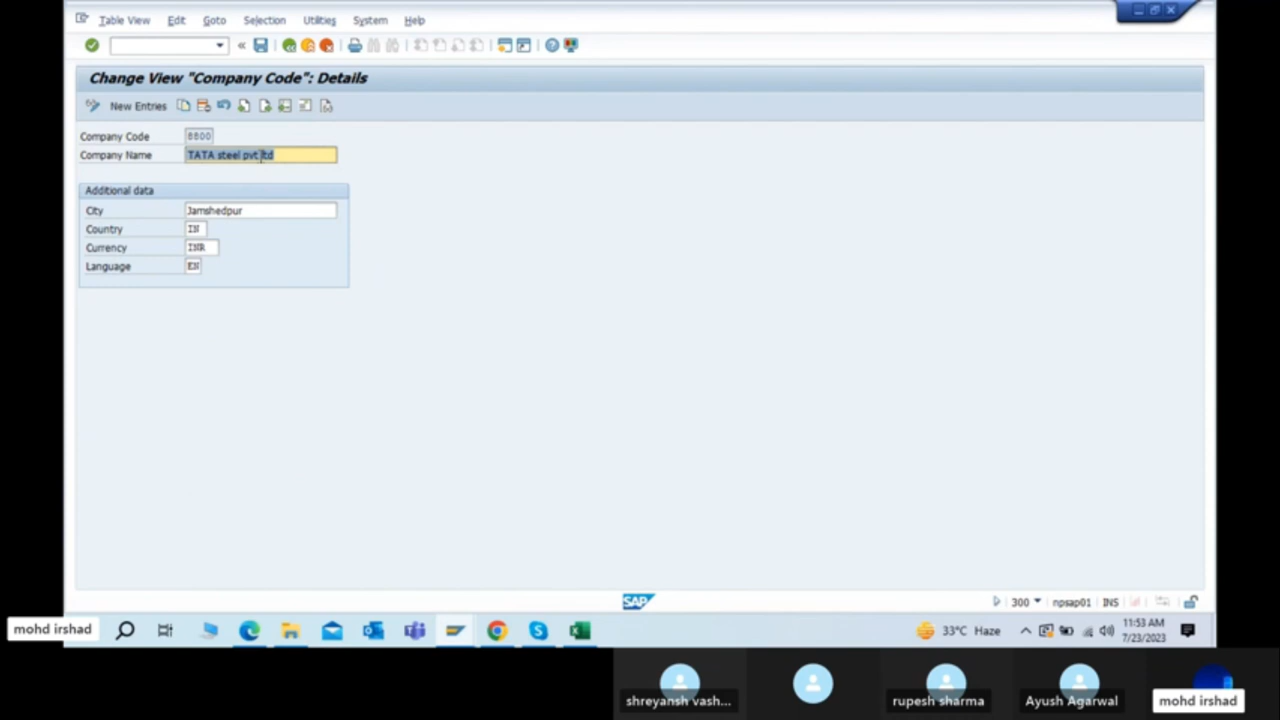 Table View Edit Goto Selection Utilities System Help
Change View "Company Code": Details
New Entries
Company Code 8800
Company Name TATA steel pvt ltd
Additional data
City Jamshedpur
Country IN
Currency INR
Language EN
SAP
300 npsap01 INS
mohd irshad
33°C Haze
11:53 AM
7/23/2023
shreyansh vash...
rupesh sharma
Ayush Agarwal
mohd irshad